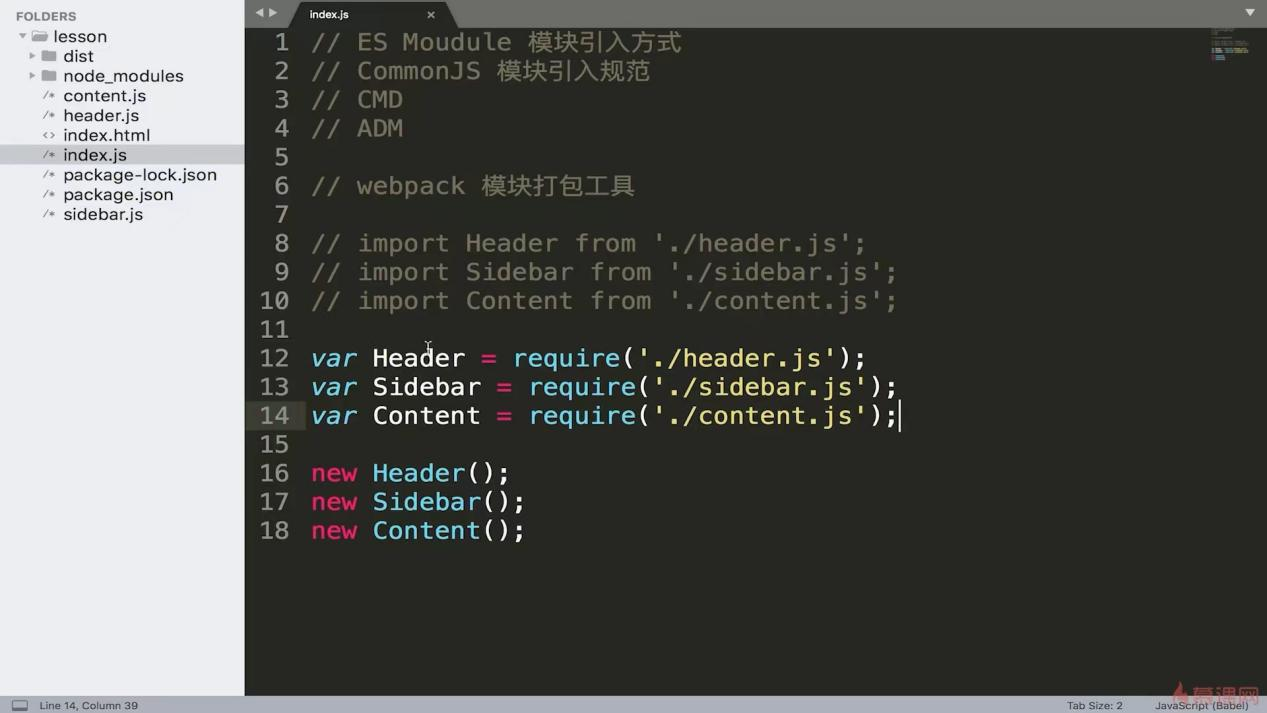 FOLDERS
lesson
dist
node_modules
content.js
header.js
index.html
index.js
package-lock.json
package.json
sidebar.js
index.js
1 // ES Moudule 模块引入方式
2 // CommonJS 模块引入规范
3 // CMD
4 // ADM
5
6 // webpack 模块打包工具
7
8 // import Header from './header.js';
9 // import Sidebar from './sidebar.js';
10 // import Content from './content.js';
11
12 var Header = require('./header.js');
13 var Sidebar = require('./sidebar.js');
14 var Content = require('./content.js');
15
16 new Header();
17 new Sidebar();
18 new Content();
Line 14, Column 39
Tab Size: 2
JavaScript (Babel)
慕课网